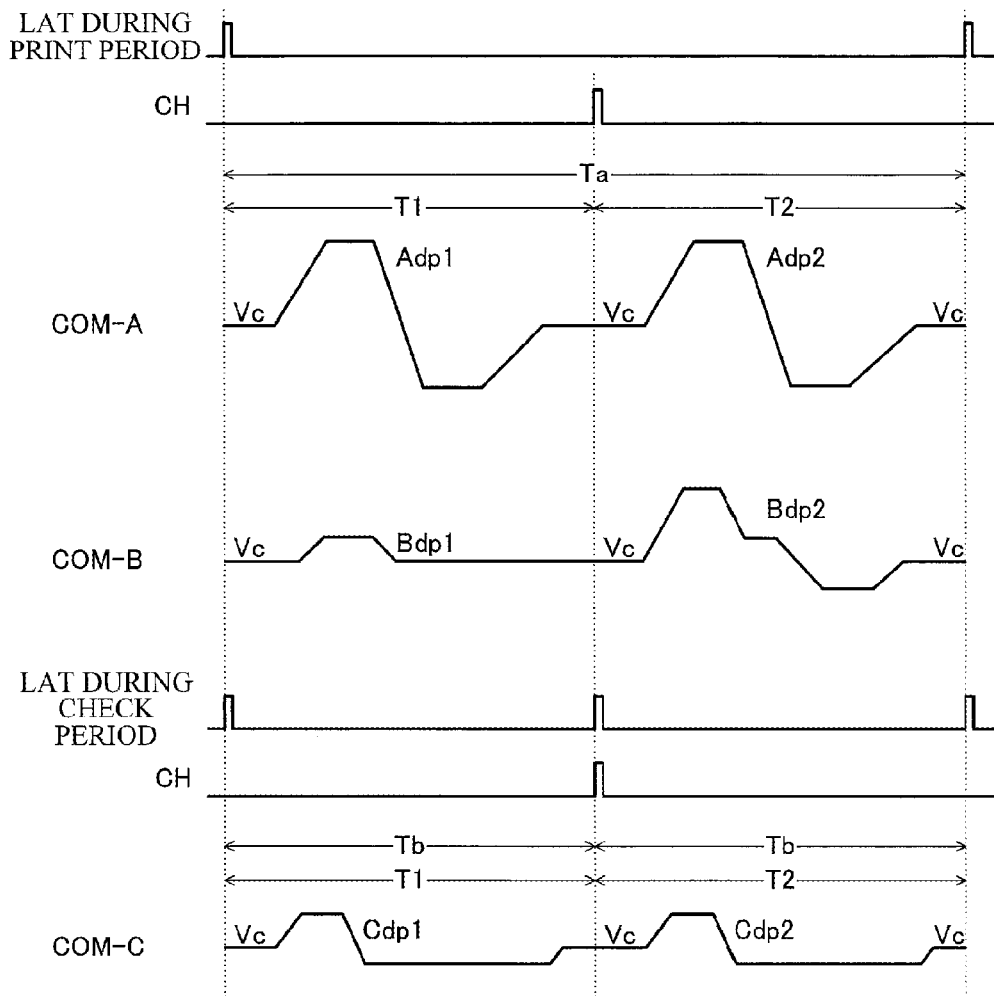 LAT DURING
PRINT PERIOD
CH
Ta
T1 T2
Adp1 Adp2
COM-A Vc Vc Vc
Bdp1 Bdp2
COM-B Vc Vc Vc
LAT DURING
CHECK
PERIOD
CH
Tb Tb
T1 T2
COM-C Vc Cdp1 Vc Cdp2 Vc